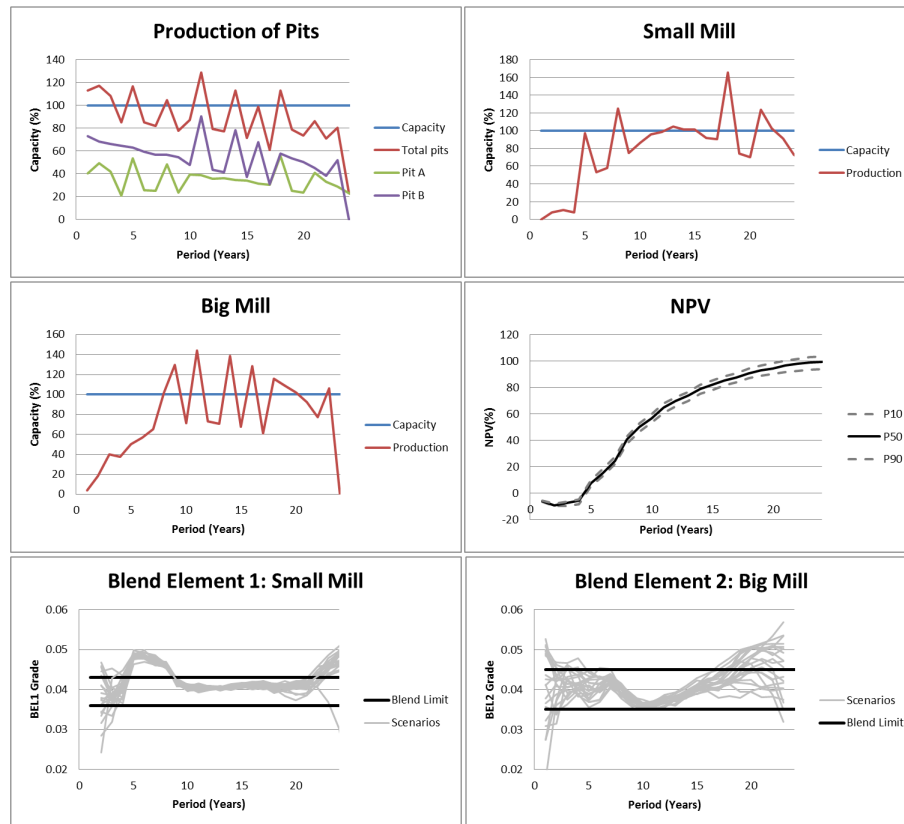 Production of Pits
Capacity (%)
140
120
100
80
60
40
20
0
0 5 10 15 20
Period (Years)
Capacity
Total pits
Pit A
Pit B
Small Mill
Capacity (%)
180
160
140
120
100
80
60
40
20
0
0 5 10 15 20
Period (Years)
Capacity
Production
Big Mill
Capacity (%)
160
140
120
100
80
60
40
20
0
0 5 10 15 20
Period (Years)
Capacity
Production
NPV
NPV(%)
120
100
80
60
40
20
0
-20
0 5 10 15 20
Period (Years)
P10
P50
P90
Blend Element 1: Small Mill
BEL1 Grade
0.06
0.05
0.04
0.03
0.02
0 5 10 15 20
Period (Years)
Blend Limit
Scenarios
Blend Element 2: Big Mill
BEL2 Grade
0.06
0.05
0.04
0.03
0.02
0 5 10 15 20
Period (Years)
Scenarios
Blend Limit